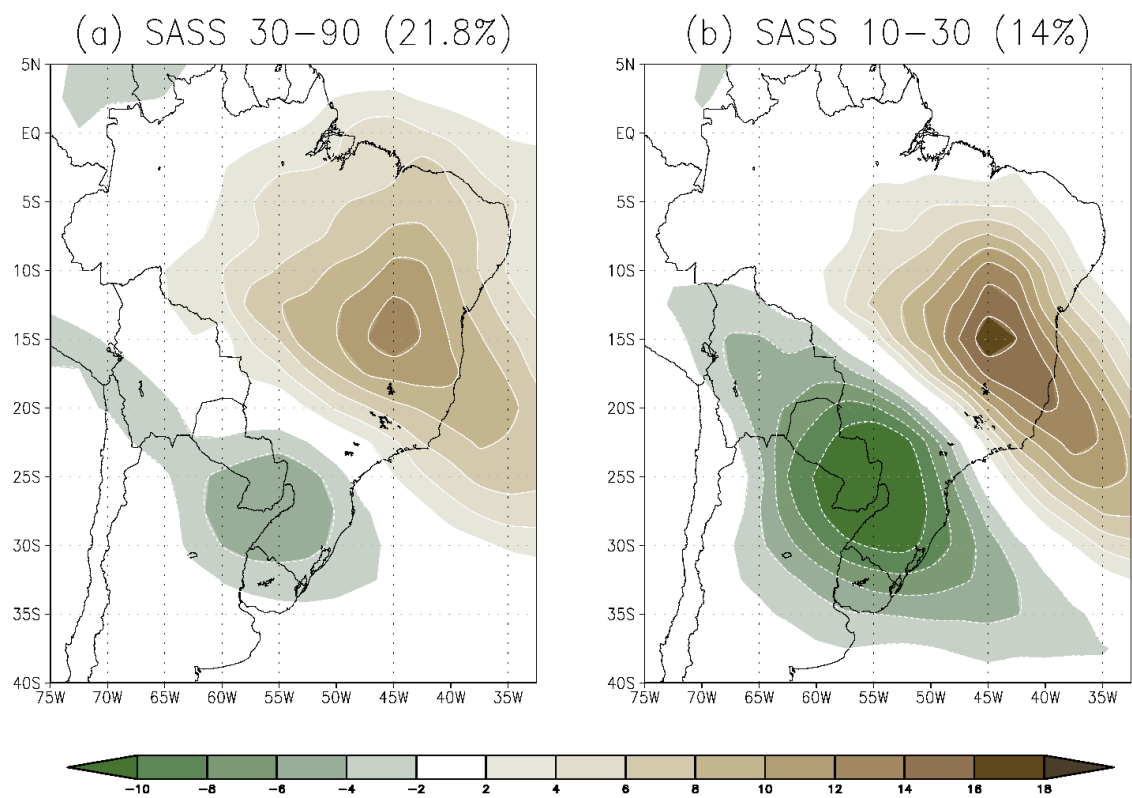 (a) SASS 30−90 (21.8%)
(b) SASS 10−30 (14%)
5N
EQ
5S
10S
15S
20S
25S
30S
35S
40S
75W 70W 65W 60W 55W 50W 45W 40W 35W
5N
EQ
5S
10S
15S
20S
25S
30S
35S
40S
75W 70W 65W 60W 55W 50W 45W 40W 35W
−10 −8 −6 −4 −2 2 4 6 8 10 12 14 16 18